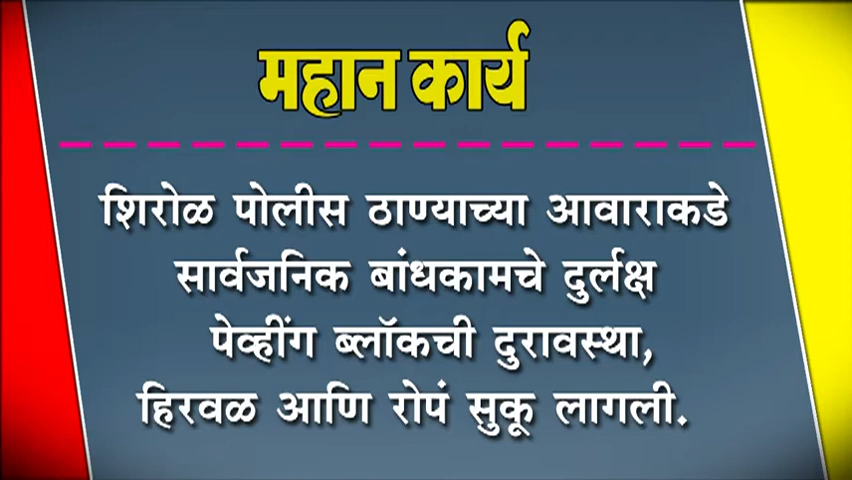 महान कार्य
शिरोळ पोलीस ठाण्याच्या आवाराकडे
सार्वजनिक बांधकामचे दुर्लक्ष
पेव्हींग ब्लॉकची दुरावस्था,
हिरवळ आणि रोपं सुकू लागली.